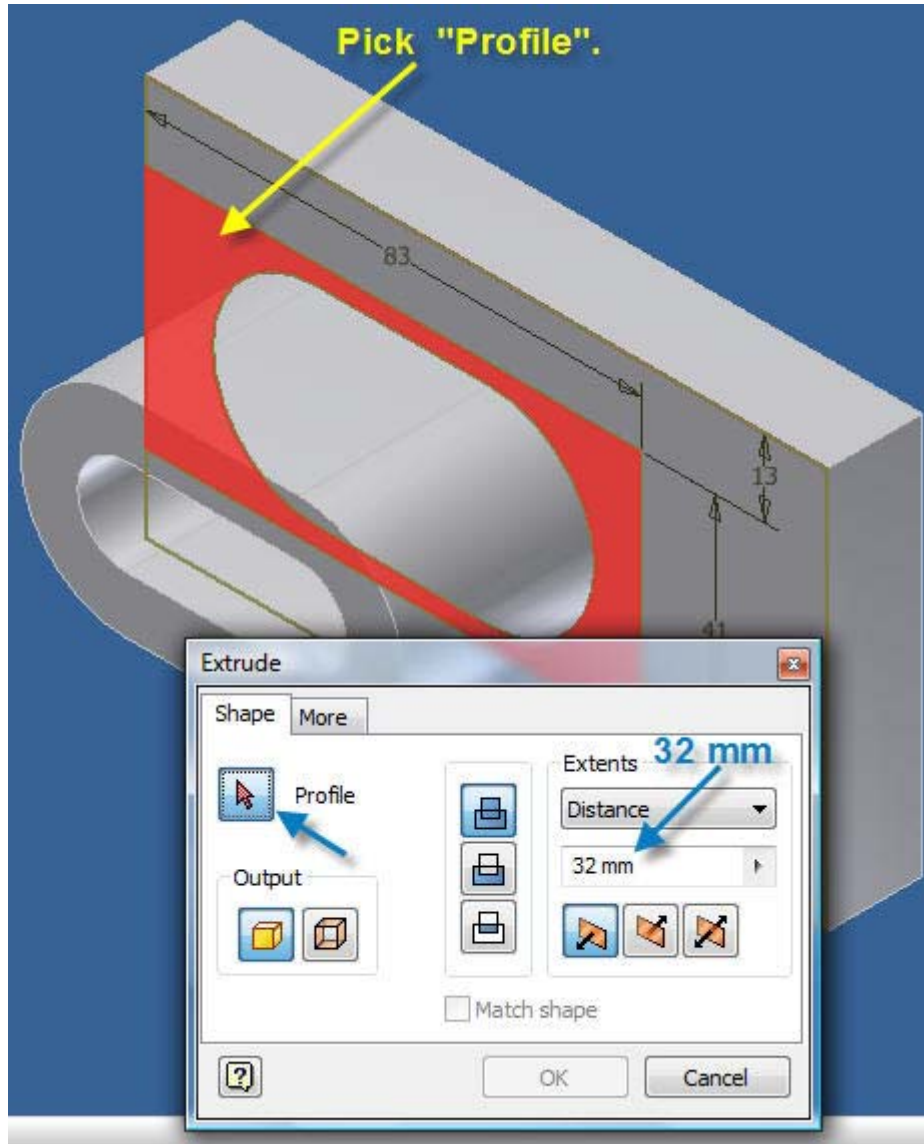 Pick "Profile".
83
13
41
Extrude
Shape
More
32 mm
Extents
Profile
Distance
32 mm
Output
Match shape
?
OK
Cancel